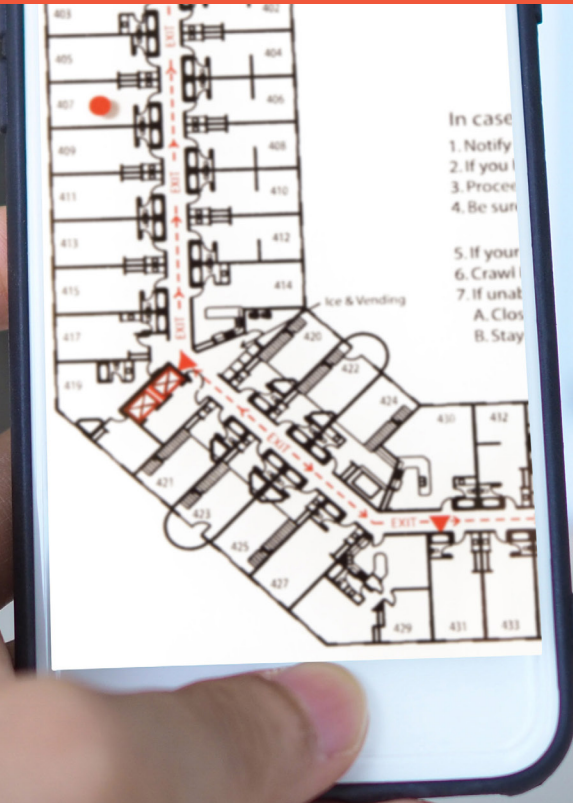 403
402
EXIT
405
404
407
406
In case
1. Notify
2. If you
3. Procee
4. Be sur
409
408
EXIT
411
410
413
412
5. If your
6. Crawl
7. If unab
A. Clos
B. Stay
415
414
Ice & Vending
EXIT
417
420
422
419
424
430
432
EXIT
421
423
EXIT
425
427
429
431
433